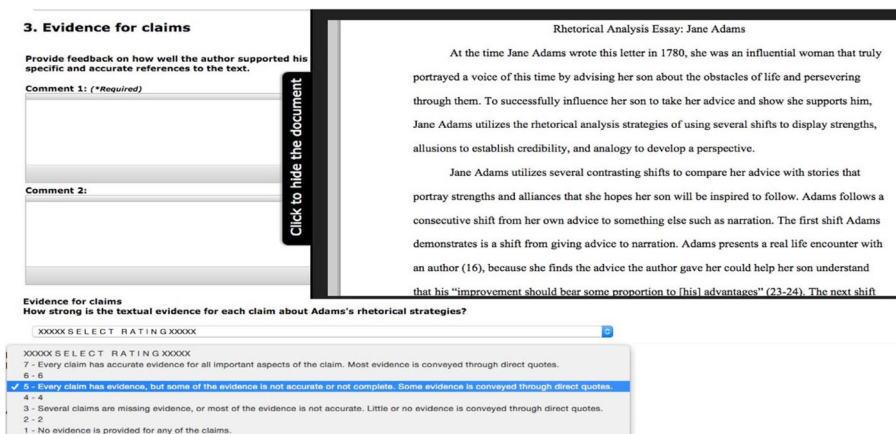 3. Evidence for claims
Provide feedback on how well the author supported his
specific and accurate references to the text.
Comment 1: (*Required)
Comment 2:
Click to hide the document
Rhetorical Analysis Essay: Jane Adams
At the time Jane Adams wrote this letter in 1780, she was an influential woman that truly
portrayed a voice of this time by advising her son about the obstacles of life and persevering
through them. To successfully influence her son to take her advice and show she supports him,
Jane Adams utilizes the rhetorical analysis strategies of using several shifts to display strengths,
allusions to establish credibility, and analogy to develop a perspective.
Jane Adams utilizes several contrasting shifts to compare her advice with stories that
portray strengths and alliances that she hopes her son will be inspired to follow. Adams follows a
consecutive shift from her own advice to something else such as narration. The first shift Adams
demonstrates is a shift from giving advice to narration. Adams presents a real life encounter with
an author (16), because she finds the advice the author gave her could help her son understand
that his “improvement should bear some proportion to [his] advantages” (23-24). The next shift
Evidence for claims
How strong is the textual evidence for each claim about Adams's rhetorical strategies?
XXXXX S E L E C T R A T I N G XXXXX
XXXXX S E L E C T R A T I N G XXXXX
7 - Every claim has accurate evidence for all important aspects of the claim. Most evidence is conveyed through direct quotes.
6 - 6
✓ 5 - Every claim has evidence, but some of the evidence is not accurate or not complete. Some evidence is conveyed through direct quotes.
4 - 4
3 - Several claims are missing evidence, or most of the evidence is not accurate. Little or no evidence is conveyed through direct quotes.
2 - 2
1 - No evidence is provided for any of the claims.